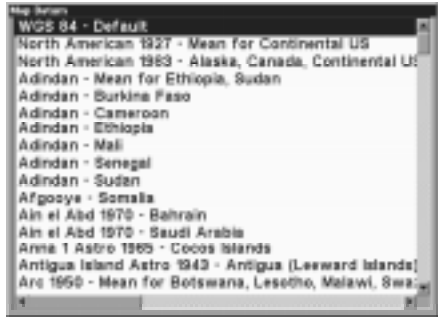 Map Datum
WGS 84 - Default
North American 1927 - Mean for Continental US
North American 1983 - Alaska, Canada, Continental US
Adindan - Mean for Ethiopia, Sudan
Adindan - Burkina Faso
Adindan - Cameroon
Adindan - Ethiopia
Adindan - Mali
Adindan - Senegal
Adindan - Sudan
Afgooye - Somalia
Ain el Abd 1970 - Bahrain
Ain el Abd 1970 - Saudi Arabia
Anna 1 Astro 1965 - Cocos Islands
Antigua Island Astro 1943 - Antigua (Leeward Islands)
Arc 1950 - Mean for Botswana, Lesotho, Malawi, Swa